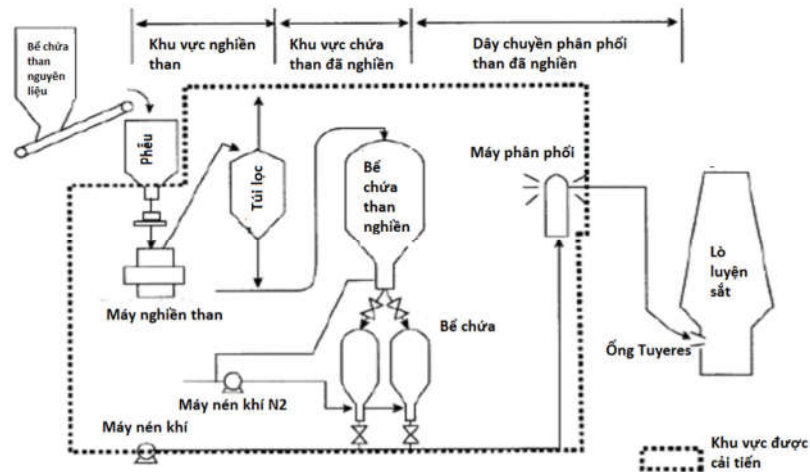 Khu vực nghiền
than
Khu vực chứa
than đã nghiền
Dây chuyền phân phối
than đã nghiền
Bể chứa
than nguyên
liệu
Phễu
Túi lọc
Bể
chứa
than
nghiền
Máy phân phối
Lò
luyện
sắt
Máy nghiền than
Bể chứa
Ống Tuyeres
Máy nén khí N2
Máy nén khí
Khu vực được
cải tiến